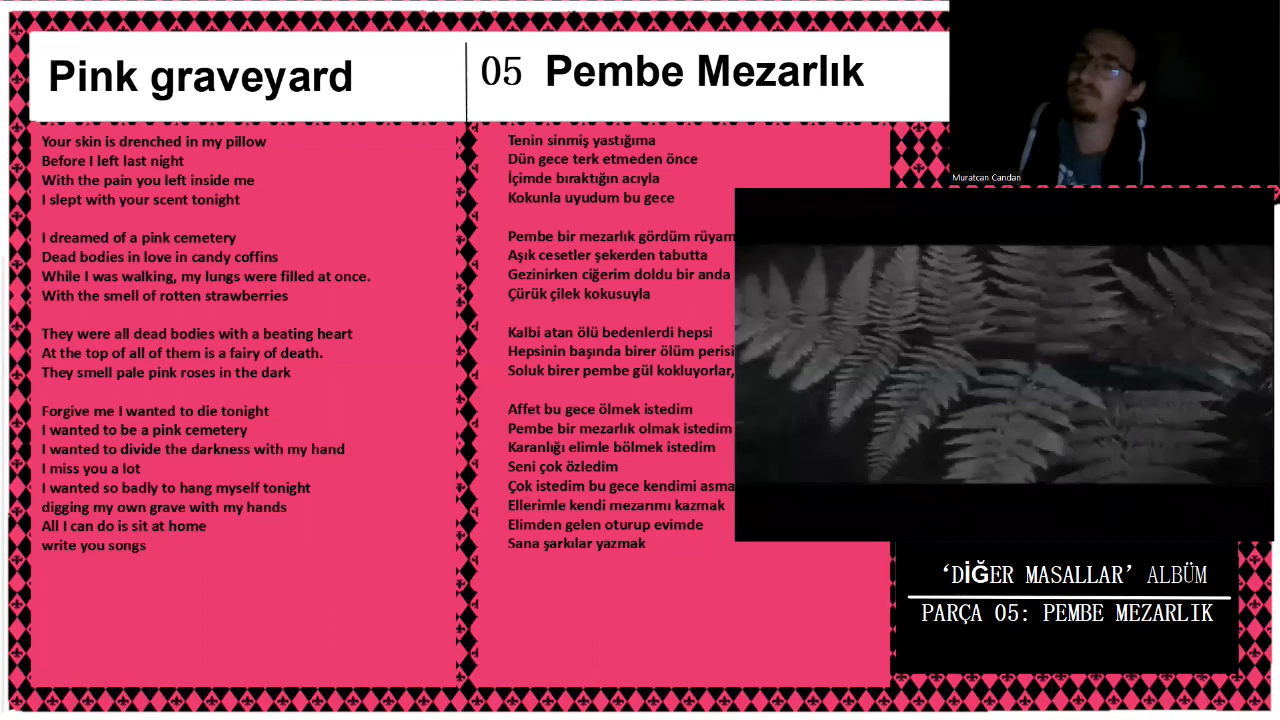 Pink graveyard
Your skin is drenched in my pillow
Before I left last night
With the pain you left inside me
I slept with your scent tonight
I dreamed of a pink cemetery
Dead bodies in love in candy coffins
While I was walking, my lungs were filled at once.
With the smell of rotten strawberries
They were all dead bodies with a beating heart
At the top of all of them is a fairy of death.
They smell pale pink roses in the dark
Forgive me I wanted to die tonight
I wanted to be a pink cemetery
I wanted to divide the darkness with my hand
I miss you a lot
I wanted so badly to hang myself tonight
digging my own grave with my hands
All I can do is sit at home
write you songs
05 Pembe Mezarlık
Tenin sinmiş yastığıma
Dün gece terk etmeden önce
İçimde bıraktığın acıyla
Kokunla uyudum bu gece
Pembe bir mezarlık gördüm rüyam
Aşık cesetler şekerden tabutta
Gezinirken ciğerim doldu bir anda
Çürük çilek kokusuyla
Kalbi atan ölü bedenlerdi hepsi
Hepsinin başında birer ölüm perisi
Soluk birer pembe gül kokluyorlar,
Affet bu gece ölmek istedim
Pembe bir mezarlık olmak istedim
Karanlığı elimle bölmek istedim
Seni çok özledim
Çok istedim bu gece kendimi asma
Ellerimle kendi mezarımı kazmak
Elimden gelen oturup evimde
Sana şarkılar yazmak
Muratcan Candan
‘DİĞER MASALLAR’ ALBÜM
PARÇA 05: PEMBE MEZARLIK